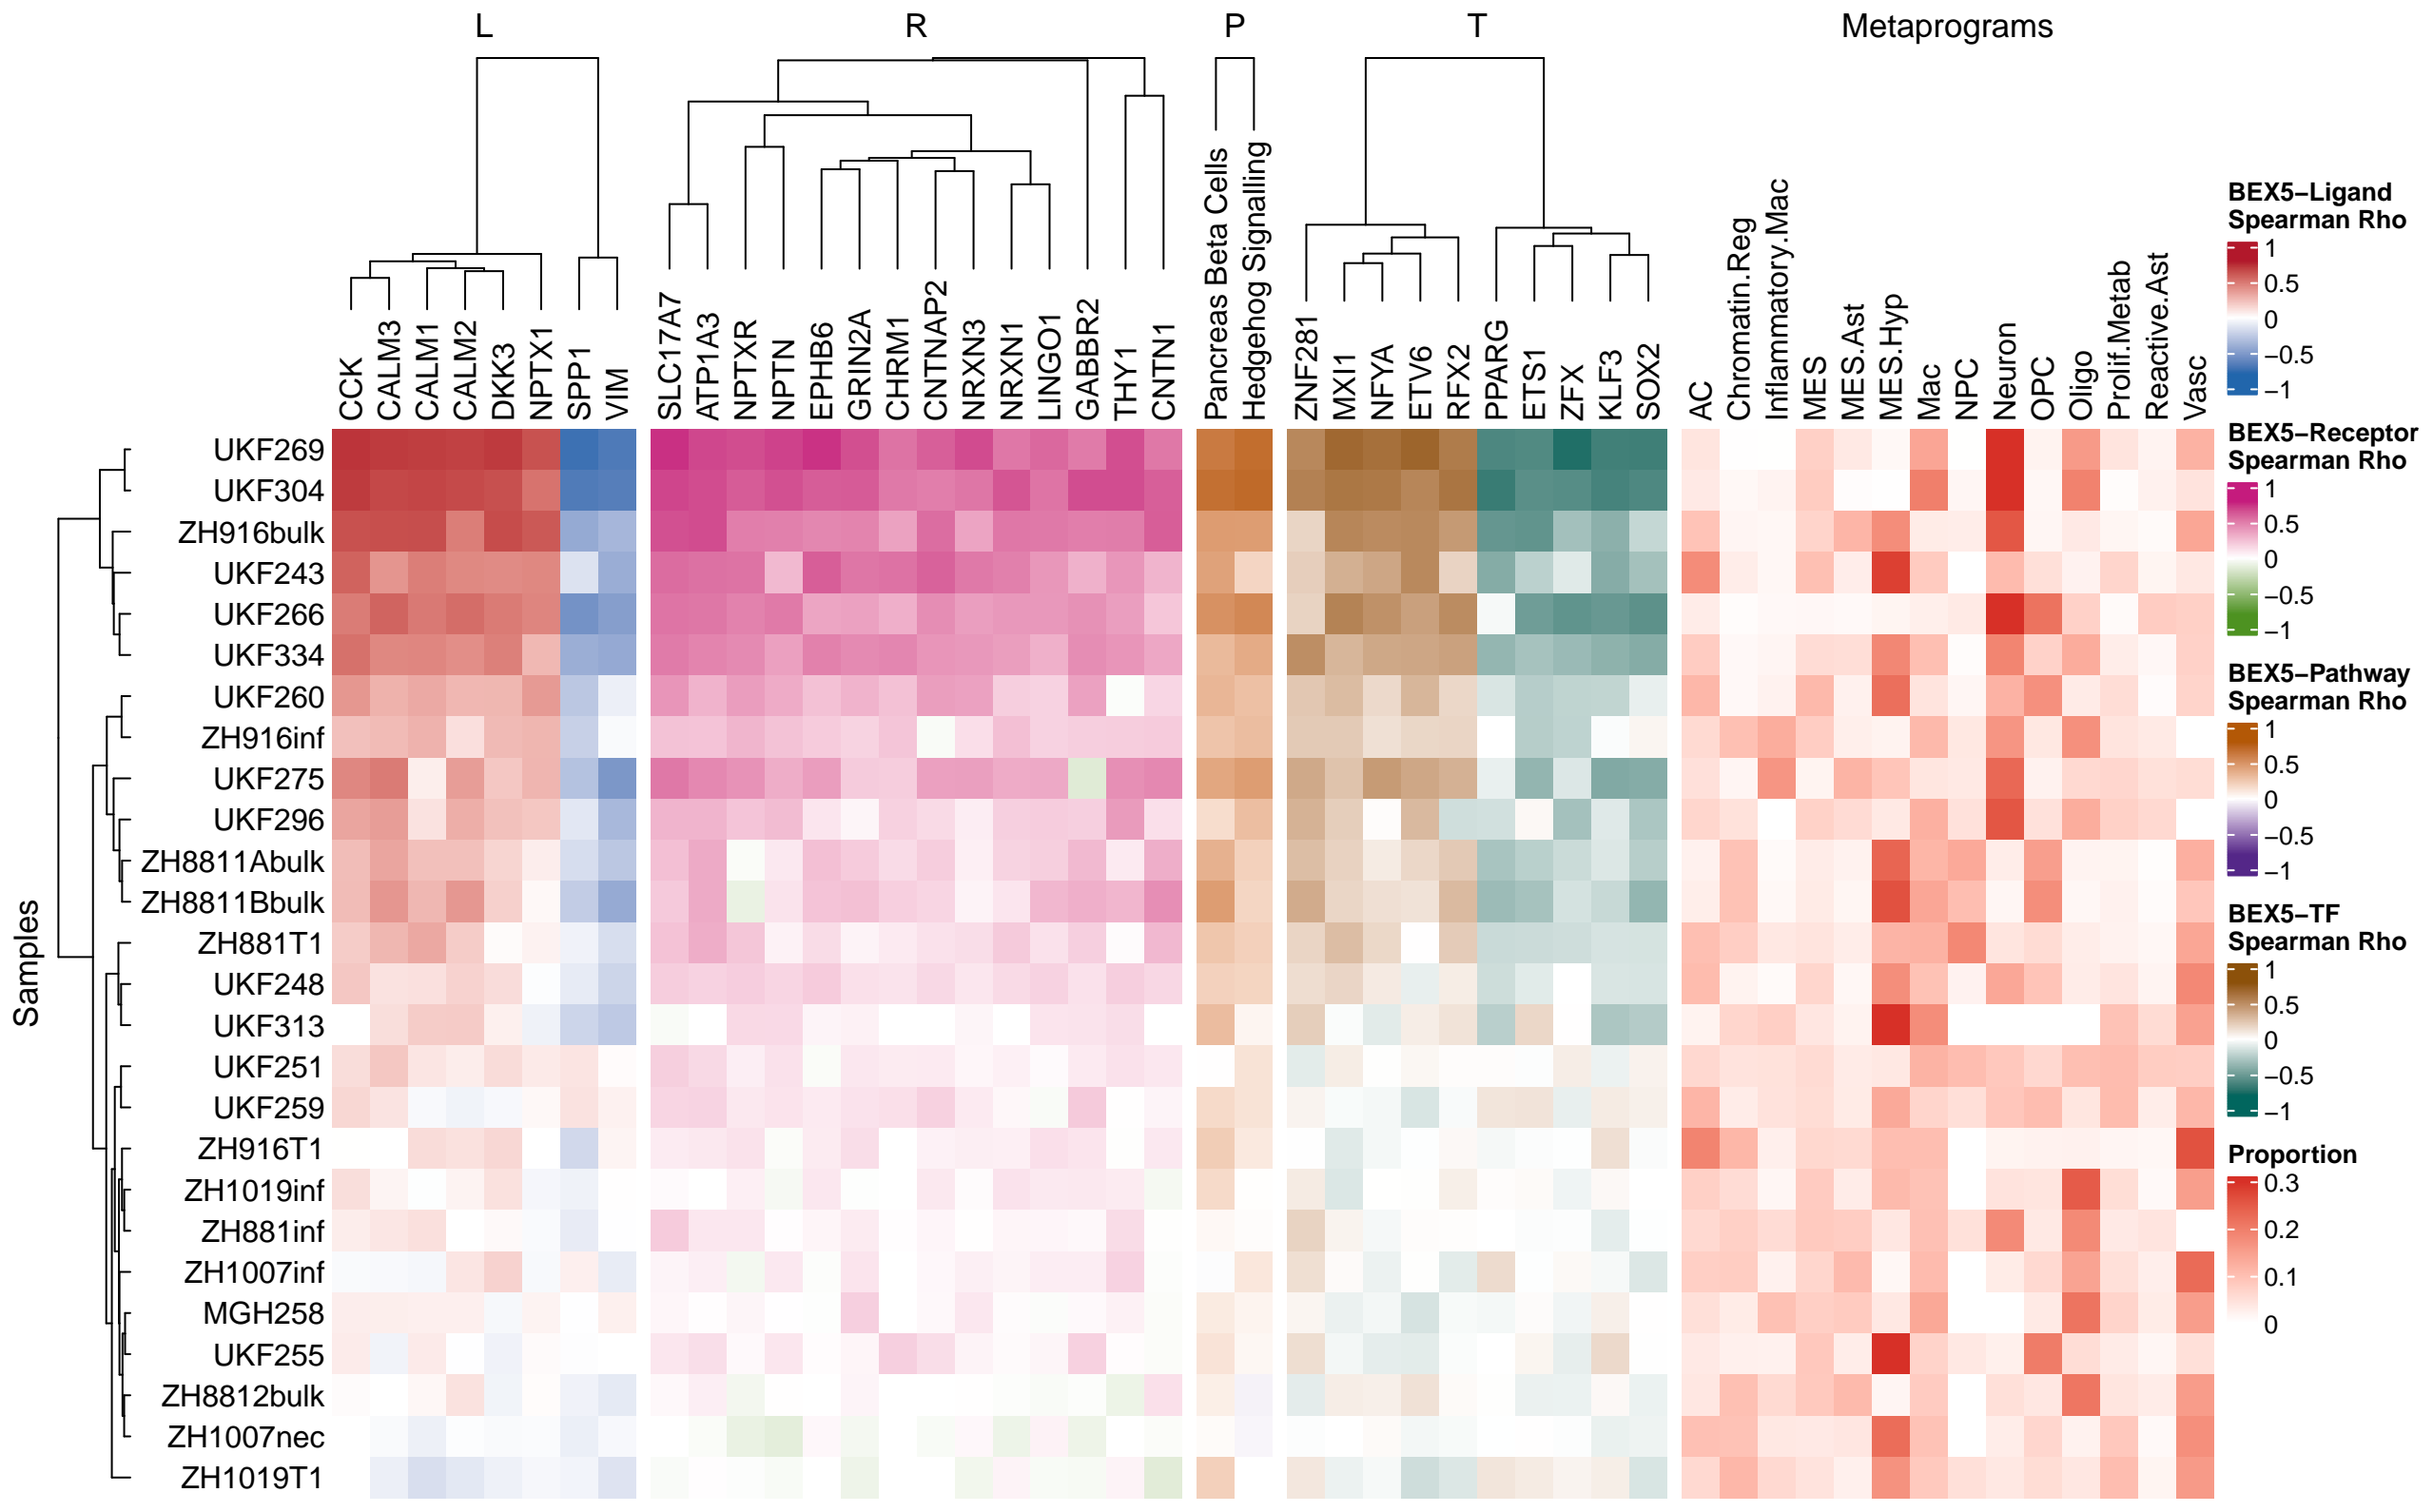 L
R
P
T
Metaprograms
CCK
CALM3
CALM1
CALM2
DKK3
NPTX1
SPP1
VIM
SLC17A7
ATP1A3
NPTXR
NPTN
EPHB6
GRIN2A
CHRM1
CNTNAP2
NRXN3
NRXN1
LINGO1
GABBR2
THY1
CNTN1
Pancreas Beta Cells
Hedgehog Signalling
ZNF281
MXI1
NFYA
ETV6
RFX2
PPARG
ETS1
ZFX
KLF3
SOX2
AC
Chromatin.Reg
Inflammatory.Mac
MES
MES.Ast
MES.Hyp
Mac
NPC
Neuron
OPC
Oligo
Prolif.Metab
Reactive.Ast
Vasc
Samples
UKF269
UKF304
ZH916bulk
UKF243
UKF266
UKF334
UKF260
ZH916inf
UKF275
UKF296
ZH8811Abulk
ZH8811Bbulk
ZH881T1
UKF248
UKF313
UKF251
UKF259
ZH916T1
ZH1019inf
ZH881inf
ZH1007inf
MGH258
UKF255
ZH8812bulk
ZH1007nec
ZH1019T1
BEX5−Ligand
Spearman Rho
1
0.5
0
−0.5
−1
BEX5−Receptor
Spearman Rho
1
0.5
0
−0.5
−1
BEX5−Pathway
Spearman Rho
1
0.5
0
−0.5
−1
BEX5−TF
Spearman Rho
1
0.5
0
−0.5
−1
Proportion
0.3
0.2
0.1
0